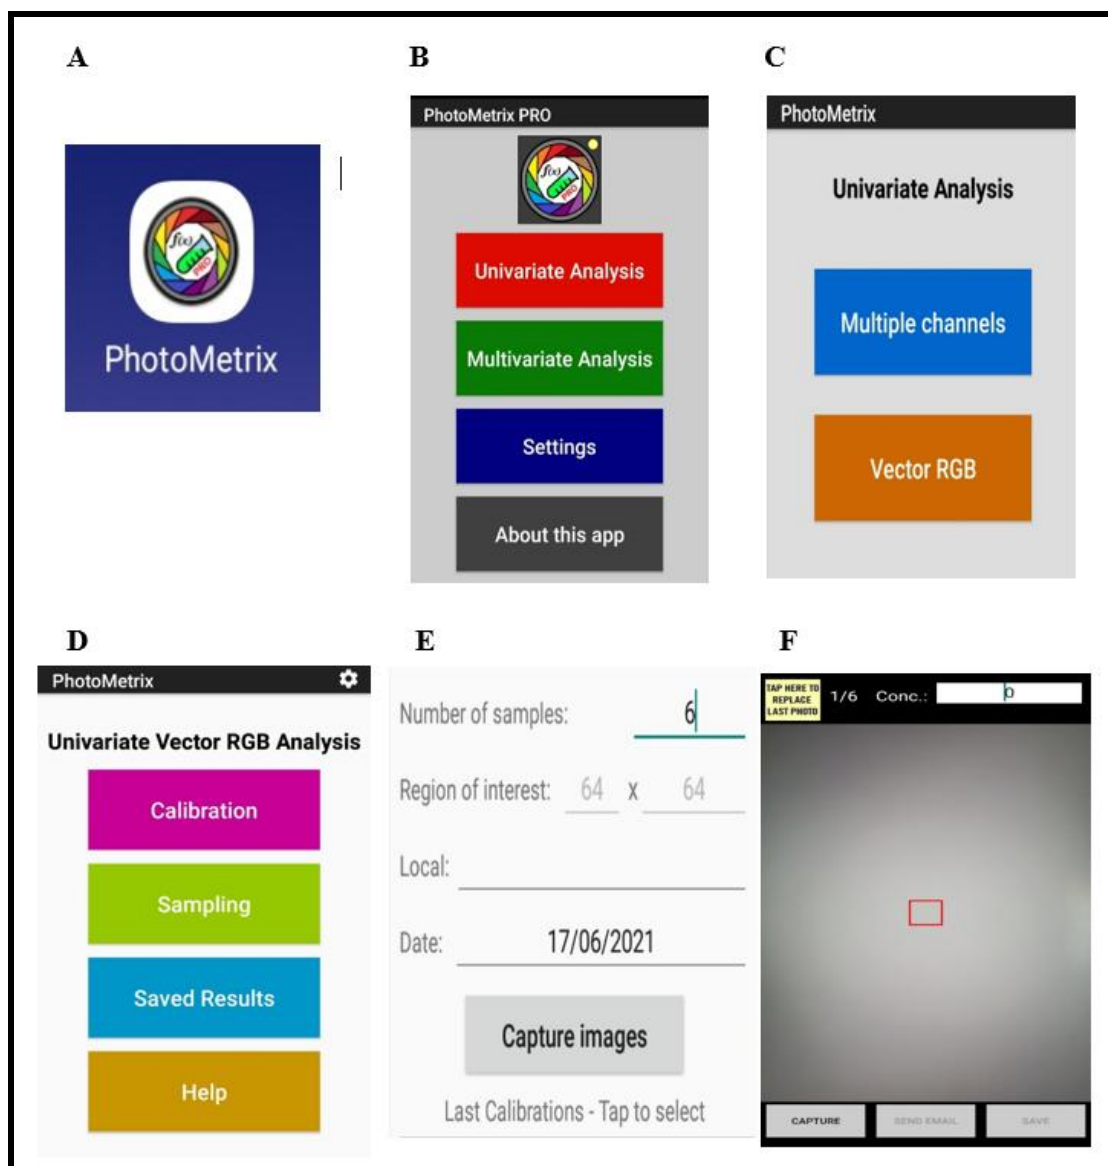 A
B
C
f(x)
PRO
PhotoMetrix
PhotoMetrix PRO
f(x)
PRO
Univariate Analysis
Multivariate Analysis
Settings
About this app
PhotoMetrix
Univariate Analysis
Multiple channels
Vector RGB
D
E
F
PhotoMetrix
Univariate Vector RGB Analysis
Calibration
Sampling
Saved Results
Help
Number of samples: 6
Region of interest: 64 x 64
Local:
Date: 17/06/2021
Capture images
Last Calibrations - Tap to select
TAP HERE TO
REPLACE
LAST PHOTO
1/6 Conc.: 0
CAPTURE SEND EMAIL SAVE